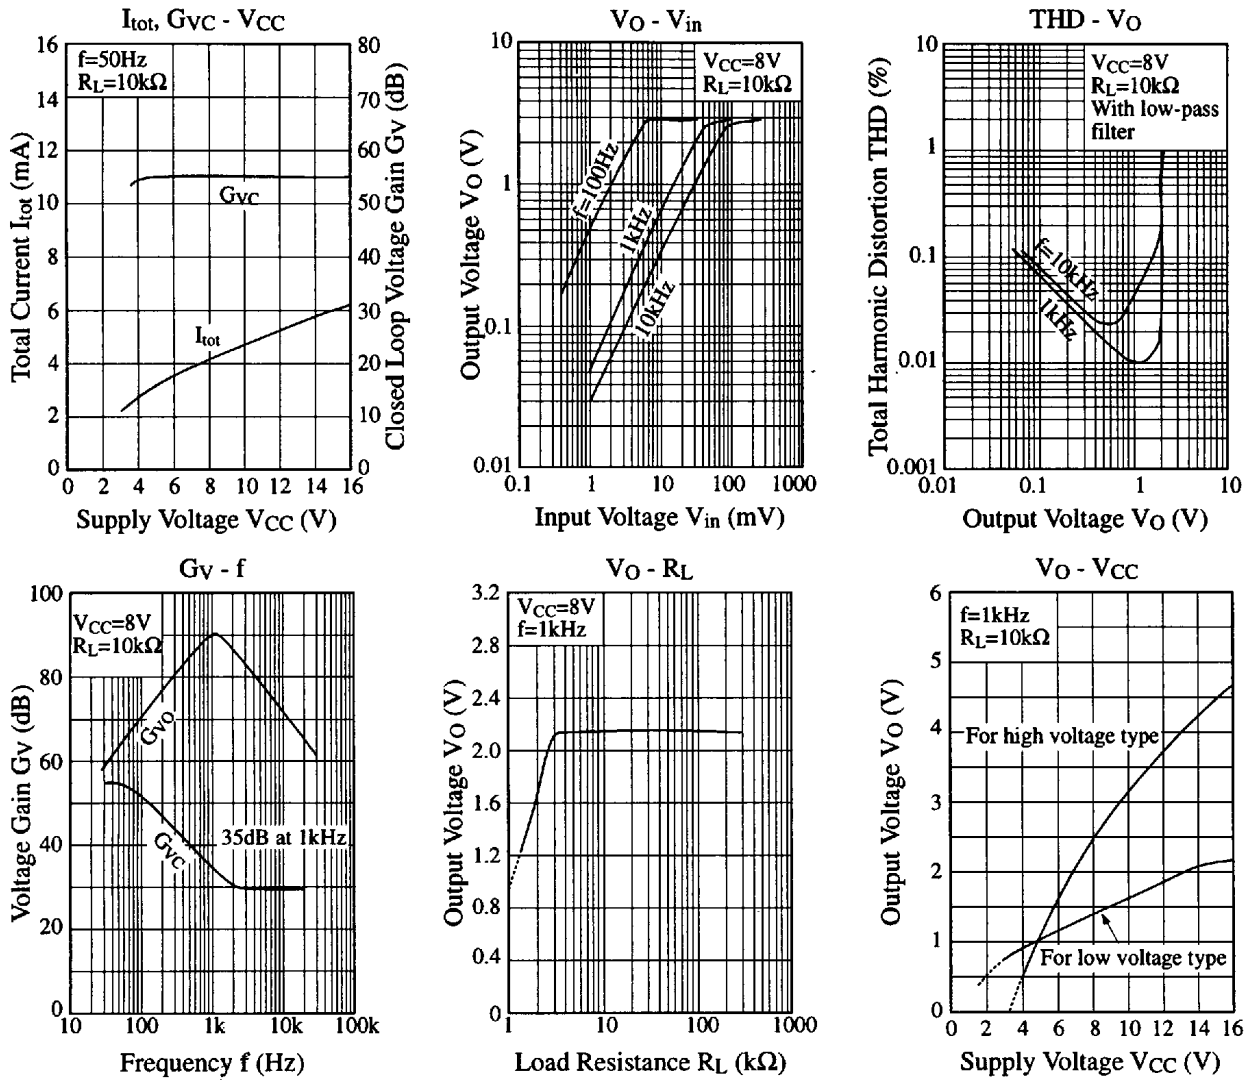 Itot, GVC - VCC
f=50Hz
RL=10kΩ
16
14
12
10
8
6
4
2
0
80
70
60
50
40
30
20
10
0
GVC
Itot
Total Current Itot (mA)
Closed Loop Voltage Gain GV (dB)
0 2 4 6 8 10 12 14 16
Supply Voltage VCC (V)
VO - Vin
VCC=8V
RL=10kΩ
10
1
0.1
0.01
f=100Hz
1kHz
10kHz
Output Voltage VO (V)
0.1 1 10 100 1000
Input Voltage Vin (mV)
THD - VO
VCC=8V
RL=10kΩ
With low-pass
filter
10
1
0.1
0.01
0.001
f=10kHz
1kHz
Total Harmonic Distortion THD (%)
0.01 0.1 1 10
Output Voltage VO (V)
GV - f
VCC=8V
RL=10kΩ
100
80
60
40
20
0
GVO
GVC
35dB at 1kHz
Voltage Gain GV (dB)
10 100 1k 10k 100k
Frequency f (Hz)
VO - RL
VCC=8V
f=1kHz
3.2
2.8
2.4
2.0
1.6
1.2
0.8
0.4
0
Output Voltage VO (V)
1 10 100 1000
Load Resistance RL (kΩ)
VO - VCC
f=1kHz
RL=10kΩ
6
5
4
3
2
1
0
For high voltage type
For low voltage type
Output Voltage VO (V)
0 2 4 6 8 10 12 14 16
Supply Voltage VCC (V)